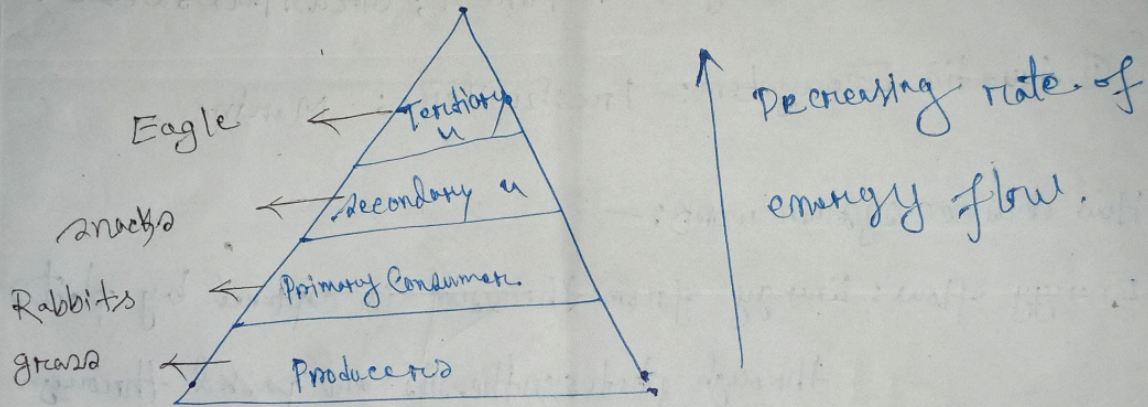 Eagle
Tertiary
"
Decreasing rate of
energy flow.
snacks
Secondary "
Rabbits
Primary Consumer.
grass
Producers